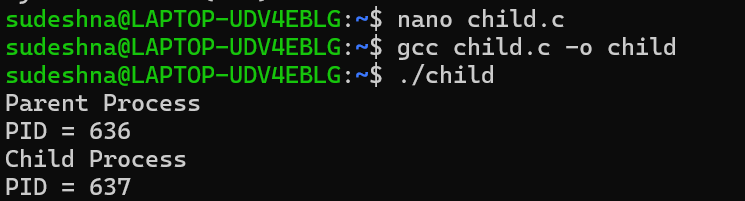 sudeshna@LAPTOP-UDV4EBLG:~$ nano child.c
sudeshna@LAPTOP-UDV4EBLG:~$ gcc child.c -o child
sudeshna@LAPTOP-UDV4EBLG:~$ ./child
Parent Process
PID = 636
Child Process
PID = 637